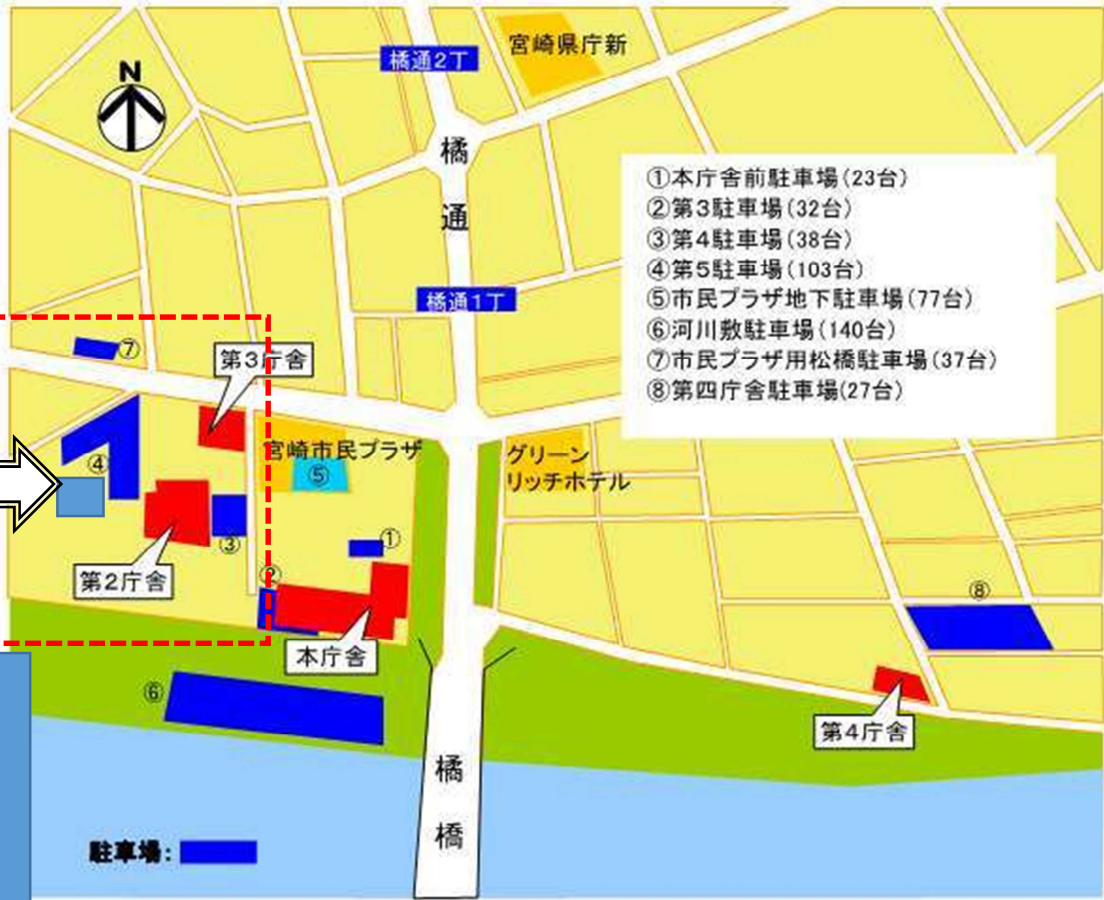 宮崎県庁新
橘通2丁
N
橘
通
①本庁舎前駐車場(23台)
②第3駐車場(32台)
③第4駐車場(38台)
④第5駐車場(103台)
⑤市民プラザ地下駐車場(77台)
⑥河川敷駐車場(140台)
⑦市民プラザ用松橋駐車場(37台)
⑧第四庁舎駐車場(27台)
橘通1丁
⑦
第3庁舎
宮崎市民プラザ
⑤
グリーン
リッチホテル
④
③
①
第2庁舎
②
⑧
本庁舎
⑥
第4庁舎
橘
橋
駐車場: